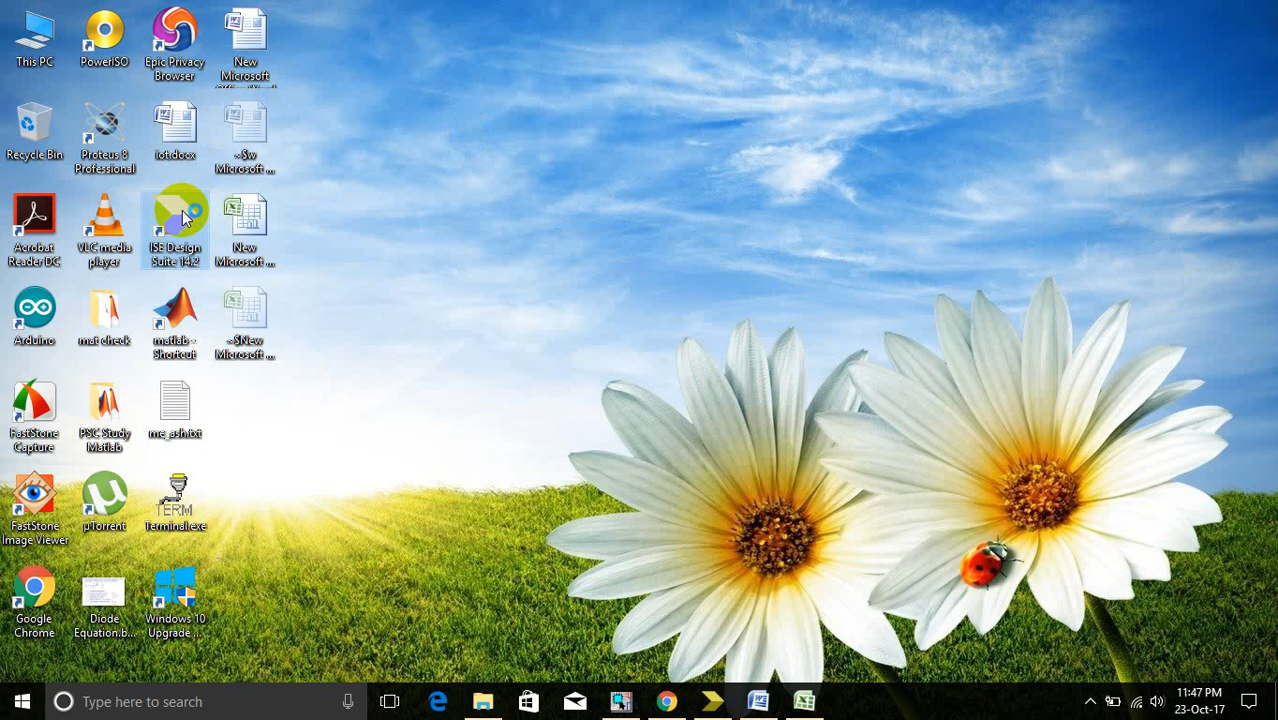 This PC
PowerISO
Epic Privacy
Browser
New
Microsoft
Recycle Bin
Proteus 8
Professional
iot.docx
~$w
Microsoft ...
Acrobat
Reader DC
VLC media
player
ISE Design
Suite 14.2
New
Microsoft ...
Arduino
mat check
matlab -
Shortcut
~$New
Microsoft ...
FastStone
Capture
PSC Study
Matlab
me_ash.txt
FastStone
Image Viewer
µTorrent
TERM
Terminal.exe
Google
Chrome
Diode
Equation.b...
Windows 10
Upgrade ...
Type here to search
11:47 PM
23-Oct-17